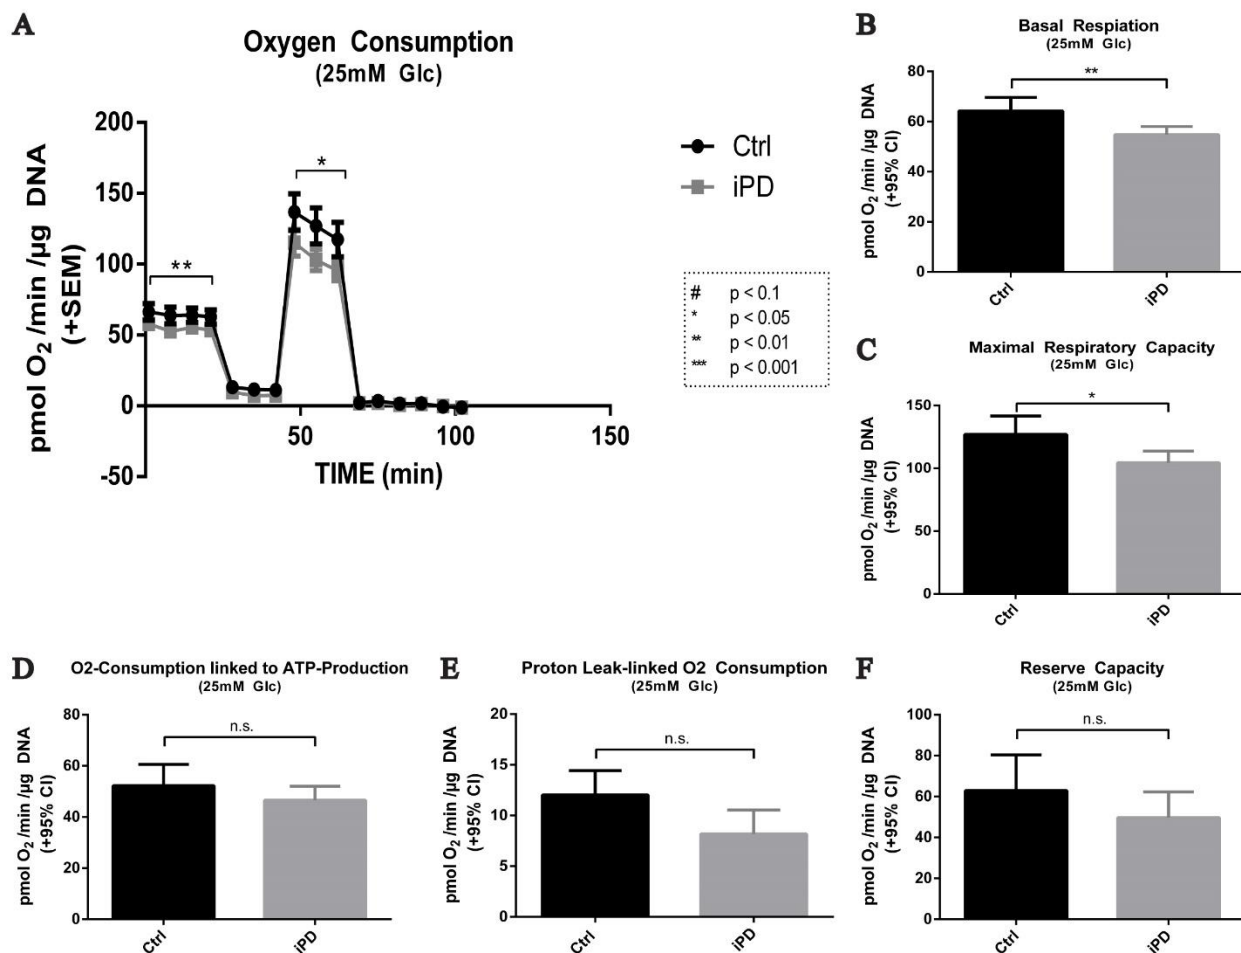 A
Oxygen Consumption
(25mM Glc)
pmol O₂ /min /µg DNA
(+SEM)
200
150
100
50
0
-50
**
*
50
100
150
TIME (min)
Ctrl
iPD
# p < 0.1
* p < 0.05
** p < 0.01
*** p < 0.001
B
Basal Respiation
(25mM Glc)
pmol O₂ /min /µg DNA
(+95% CI)
80
60
40
20
0
**
Ctrl
iPD
C
Maximal Respiratory Capacity
(25mM Glc)
pmol O₂ /min /µg DNA
(+95% CI)
150
100
50
0
*
Ctrl
iPD
D
O2-Consumption linked to ATP-Production
(25mM Glc)
pmol O₂ /min /µg DNA
(+95% CI)
80
60
40
20
0
n.s.
Ctrl
iPD
E
Proton Leak-linked O2 Consumption
(25mM Glc)
pmol O₂ /min /µg DNA
(+95% CI)
20
15
10
5
0
n.s.
Ctrl
iPD
F
Reserve Capacity
(25mM Glc)
pmol O₂ /min /µg DNA
(+95% CI)
100
80
60
40
20
0
n.s.
Ctrl
iPD